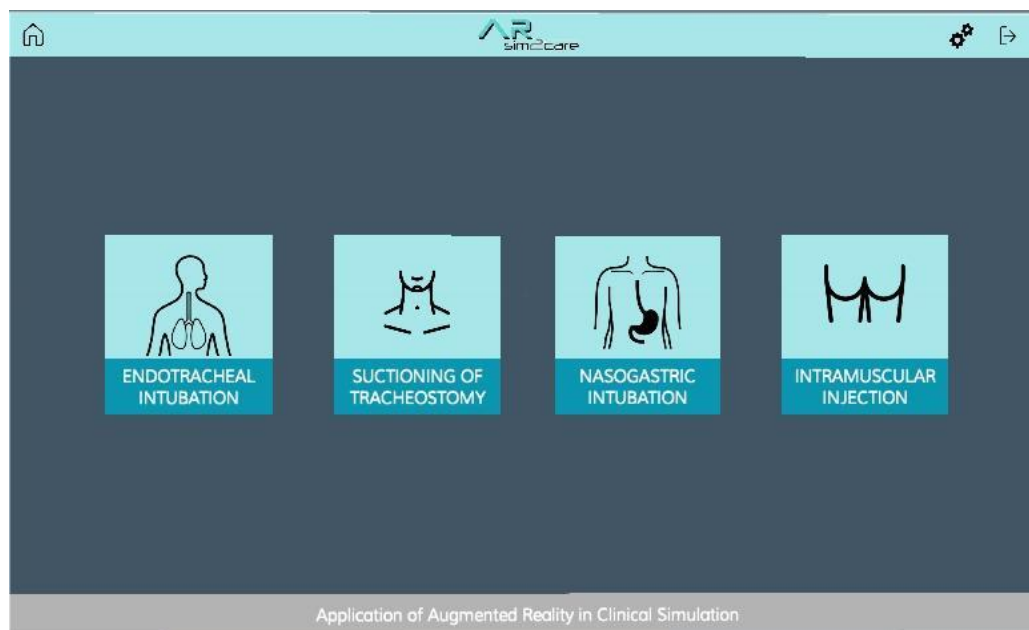 AR
sim2care
ENDOTRACHEAL
INTUBATION
SUCTIONING OF
TRACHEOSTOMY
NASOGASTRIC
INTUBATION
INTRAMUSCULAR
INJECTION
Application of Augmented Reality in Clinical Simulation